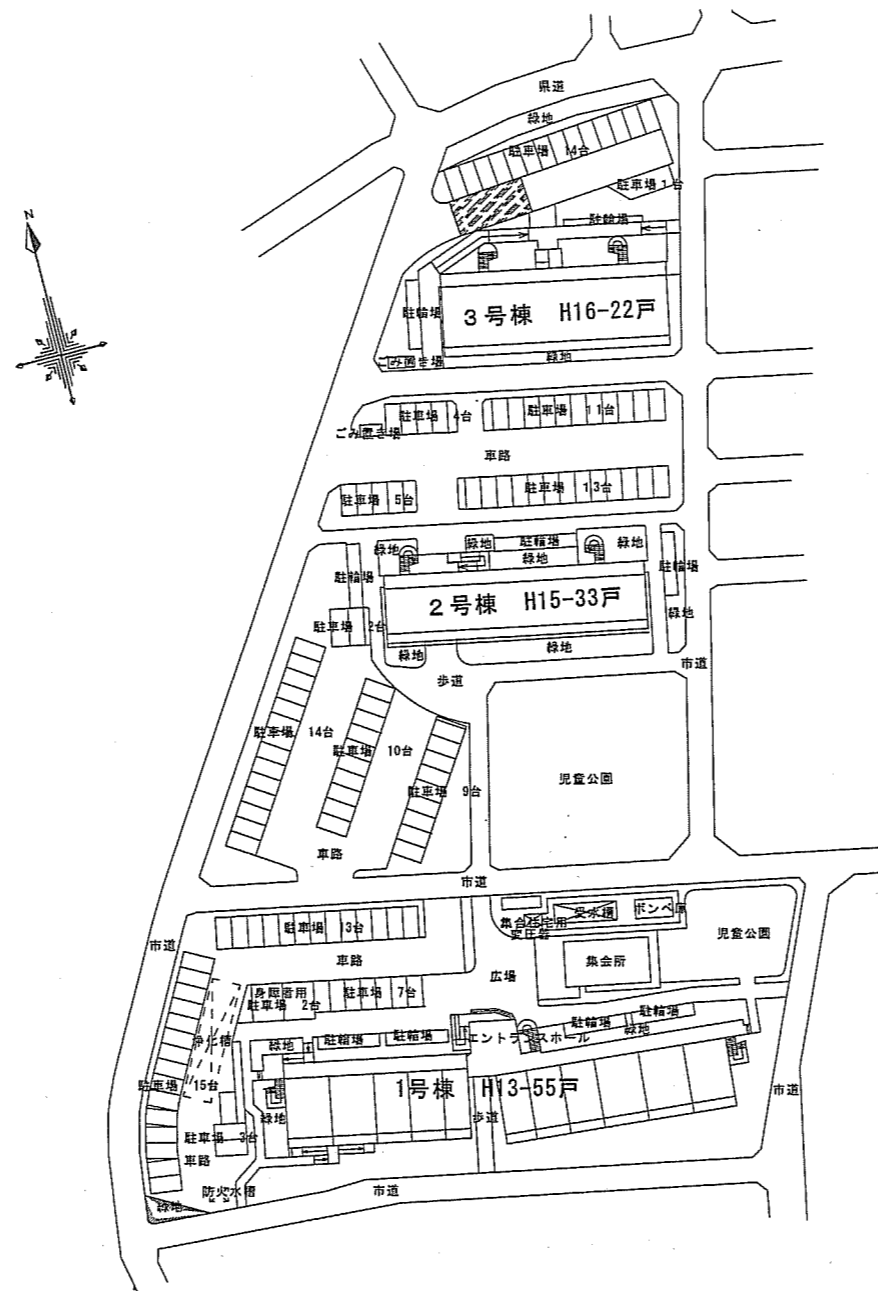 県道
緑地
駐車場 14台
駐車場 1台
N
駐輪場
駐輪場
3号棟 H16-22戸
ごみ置き場
緑地
駐車場 4台
駐車場 11台
ごみ置き場
車路
駐車場 5台
駐車場 13台
緑地
緑地
駐輪場
緑地
緑地
駐輪場
駐輪場
2号棟 H15-33戸
駐車場 2台
緑地
緑地
緑地
市道
歩道
駐車場 14台
駐車場 10台
駐車場 9台
児童公園
車路
市道
駐車場 13台
集合住宅用
変圧器
受水槽
ボンベ庫
児童公園
市道
車路
広場
集会所
身障者用
駐車場 2台
駐車場 7台
浄化槽
緑地
駐輪場
駐輪場
エントランスホール
駐輪場
駐輪場
緑地
駐車場 15台
1号棟 H13-55戸
市道
緑地
歩道
駐車場 3台
車路
防火水槽
市道
緑地